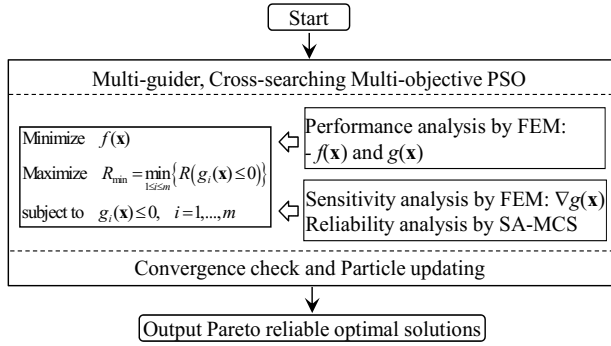 Start
Multi-guider, Cross-searching Multi-objective PSO
Minimize f(x)
Maximize R_min = min_{1≤i≤m}{R(g_i(x)≤0)}
subject to g_i(x)≤0, i=1,...,m
Performance analysis by FEM:
- f(x) and g(x)
Sensitivity analysis by FEM: ∇g(x)
Reliability analysis by SA-MCS
Convergence check and Particle updating
Output Pareto reliable optimal solutions